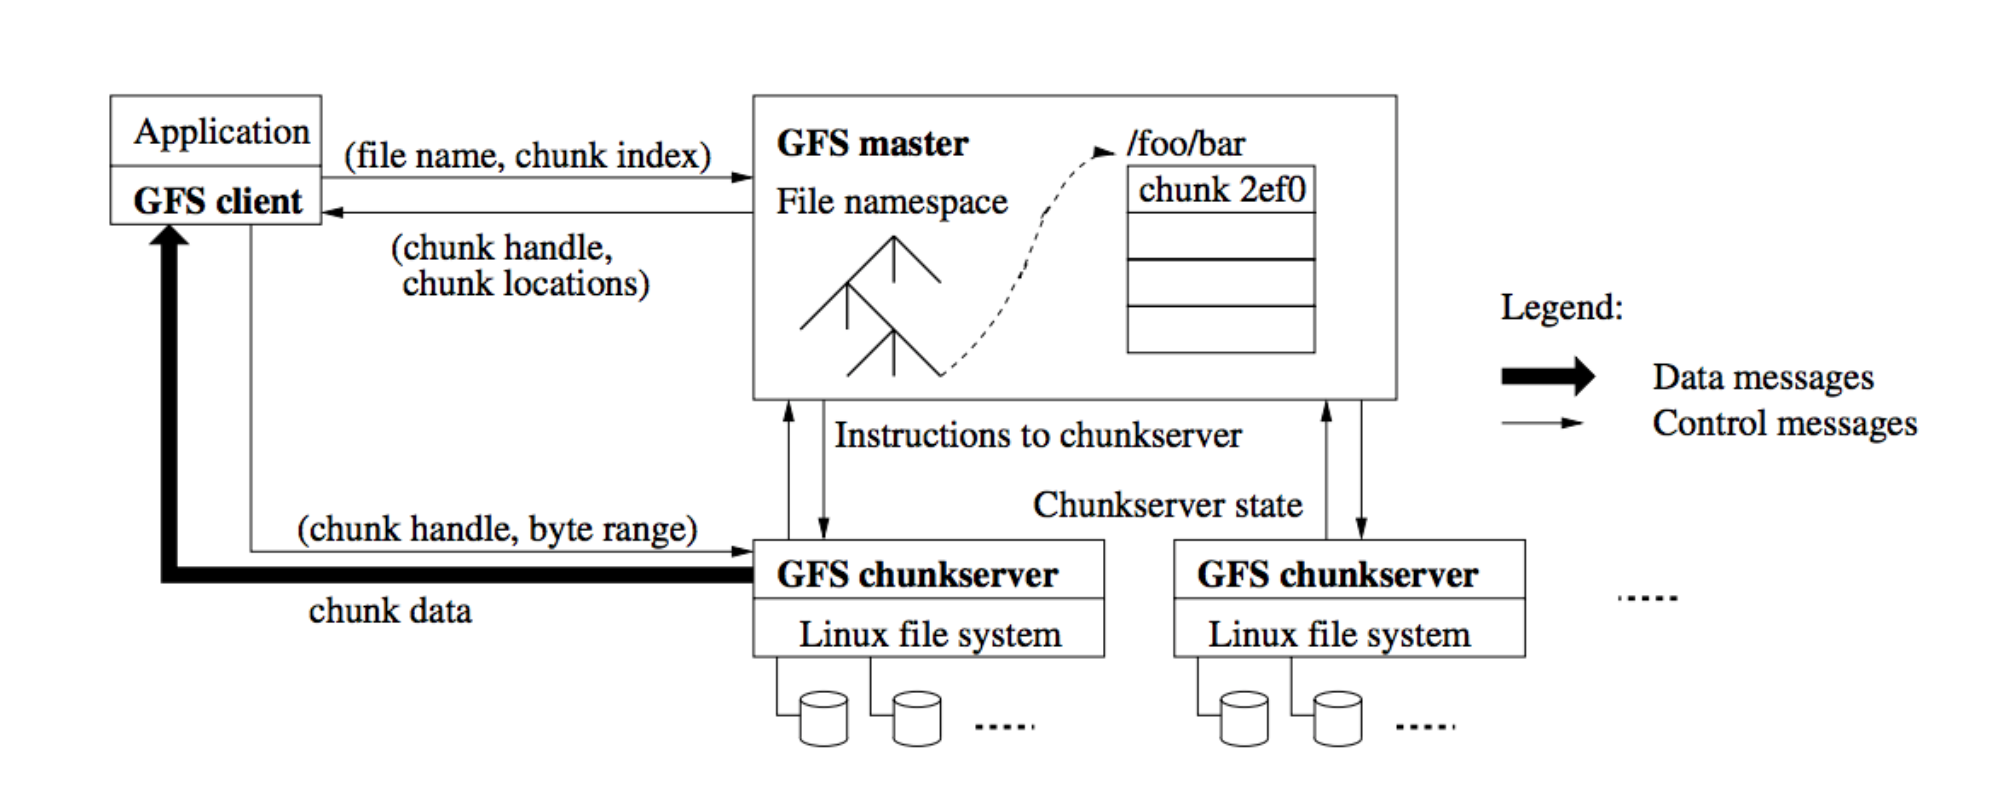 Application
GFS client
(file name, chunk index)
(chunk handle,
chunk locations)
GFS master
File namespace
/foo/bar
chunk 2ef0
Legend:
Data messages
Control messages
Instructions to chunkserver
Chunkserver state
(chunk handle, byte range)
chunk data
GFS chunkserver
Linux file system
GFS chunkserver
Linux file system